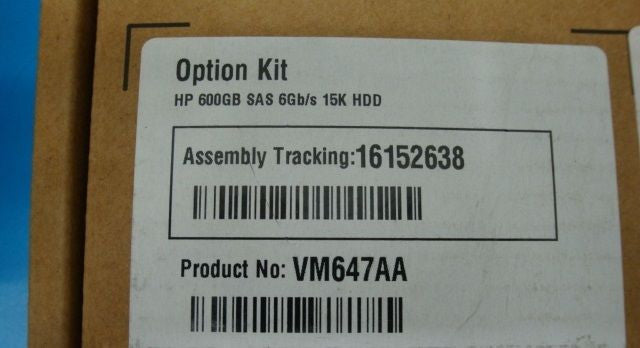 Option Kit
HP 600GB SAS 6Gb/s 15K HDD
Assembly Tracking:16152638
Product No: VM647AA